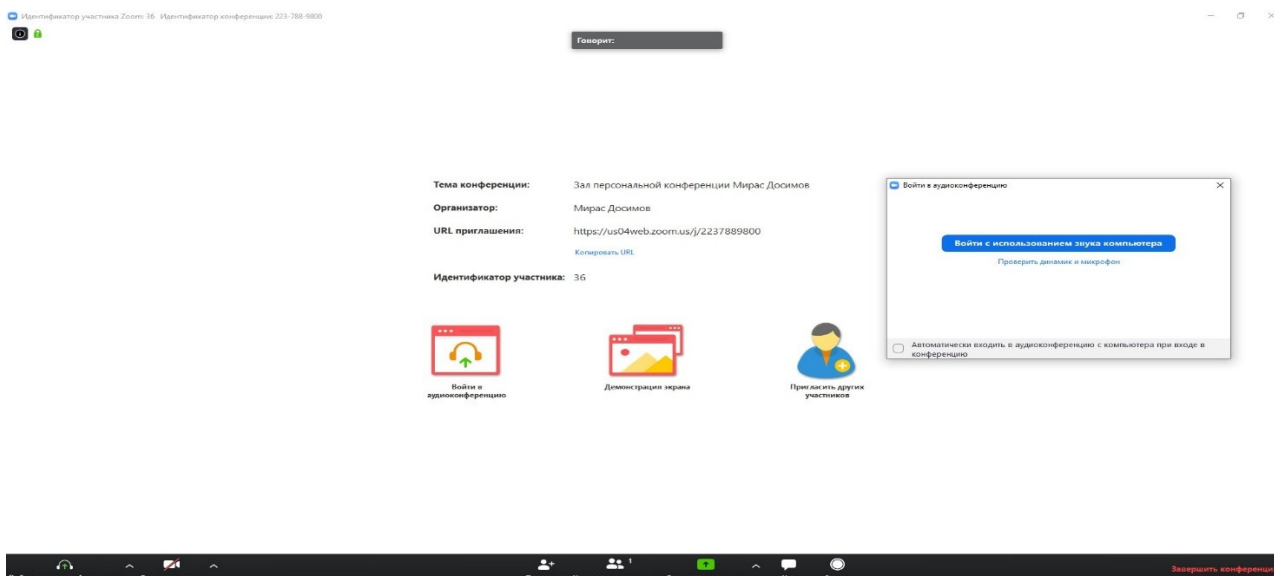 Идентификатор участника Zoom: 36 Идентификатор конференции: 223-788-9800
Говорит:
Тема конференции: Зал персональной конференции Мирас Досимов
Организатор: Мирас Досимов
URL приглашения: https://us04web.zoom.us/j/2237889800
Копировать URL
Идентификатор участника: 36
Войти в
аудиоконференцию
Демонстрация экрана
Пригласить других
участников
Войти в аудиоконференцию
Войти с использованием звука компьютера
Проверить динамик и микрофон
Автоматически входить в аудиоконференцию с компьютера при входе в
конференцию
1
Завершить